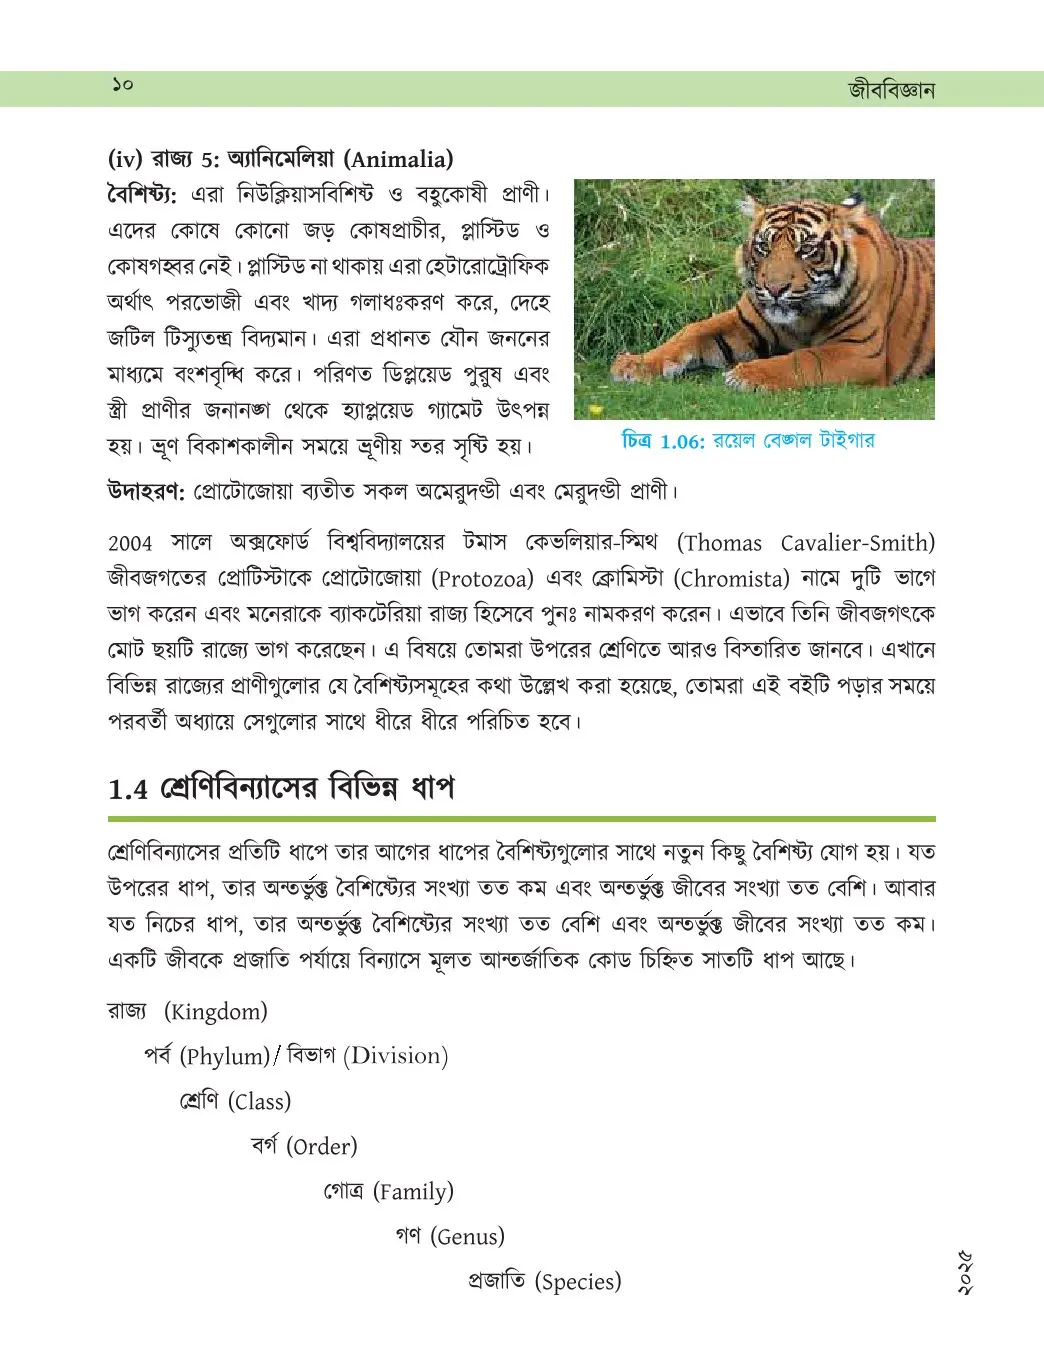 ১০
জীববিজ্ঞান
(iv) রাজ্য 5: অ্যানিমেলিয়া (Animalia)
বৈশিষ্ট্য: এরা নিউক্লিয়াসবিশিষ্ট ও বহুকোষী প্রাণী।
এদের কোষে কোনো জড় কোষপ্রাচীর, প্লাস্টিড ও
কোষগহ্বর নেই। প্লাস্টিড না থাকায় এরা হেটারোট্রোফিক
অর্থাৎ পরভোজী এবং খাদ্য গলাধঃকরণ করে, দেহে
জটিল টিস্যুতন্ত্র বিদ্যমান। এরা প্রধানত যৌন জননের
মাধ্যমে বংশবৃদ্ধি করে। পরিণত ডিপ্লয়েড পুরুষ এবং
স্ত্রী প্রাণীর জনানঙ্গ থেকে হ্যাপ্লয়েড গ্যামেট উৎপন্ন
হয়। ভ্রূণ বিকাশকালীন সময়ে ভ্রূণীয় স্তর সৃষ্টি হয়।
চিত্র 1.06: রয়েল বেঙ্গল টাইগার
উদাহরণ: প্রোটোজোয়া ব্যতীত সকল অমেরুদণ্ডী এবং মেরুদণ্ডী প্রাণী।
2004 সালে অক্সফোর্ড বিশ্ববিদ্যালয়ের টমাস কেভলিয়ার-স্মিথ (Thomas Cavalier-Smith)
জীবজগতের প্রোটিস্টাকে প্রোটোজোয়া (Protozoa) এবং ক্রোমিস্টা (Chromista) নামে দুটি ভাগে
ভাগ করেন এবং মনেরাকে ব্যাকটেরিয়া রাজ্য হিসেবে পুনঃ নামকরণ করেন। এভাবে তিনি জীবজগৎকে
মোট ছয়টি রাজ্যে ভাগ করেছেন। এ বিষয়ে তোমরা উপরের শ্রেণিতে আরও বিস্তারিত জানবে। এখানে
বিভিন্ন রাজ্যের প্রাণীগুলোর যে বৈশিষ্ট্যসমূহের কথা উল্লেখ করা হয়েছে, তোমরা এই বইটি পড়ার সময়ে
পরবর্তী অধ্যায়ে সেগুলোর সাথে ধীরে ধীরে পরিচিত হবে।
1.4 শ্রেণিবিন্যাসের বিভিন্ন ধাপ
শ্রেণিবিন্যাসের প্রতিটি ধাপে তার আগের ধাপের বৈশিষ্ট্যগুলোর সাথে নতুন কিছু বৈশিষ্ট্য যোগ হয়। যত
উপরের ধাপ, তার অন্তর্ভুক্ত বৈশিষ্ট্যের সংখ্যা তত কম এবং অন্তর্ভুক্ত জীবের সংখ্যা তত বেশি। আবার
যত নিচের ধাপ, তার অন্তর্ভুক্ত বৈশিষ্ট্যের সংখ্যা তত বেশি এবং অন্তর্ভুক্ত জীবের সংখ্যা তত কম।
একটি জীবকে প্রজাতি পর্যায়ে বিন্যাসে মূলত আন্তর্জাতিক কোড চিহ্নিত সাতটি ধাপ আছে।
রাজ্য (Kingdom)
পর্ব (Phylum)/ বিভাগ (Division)
শ্রেণি (Class)
বর্গ (Order)
গোত্র (Family)
গণ (Genus)
প্রজাতি (Species)
২০২৫